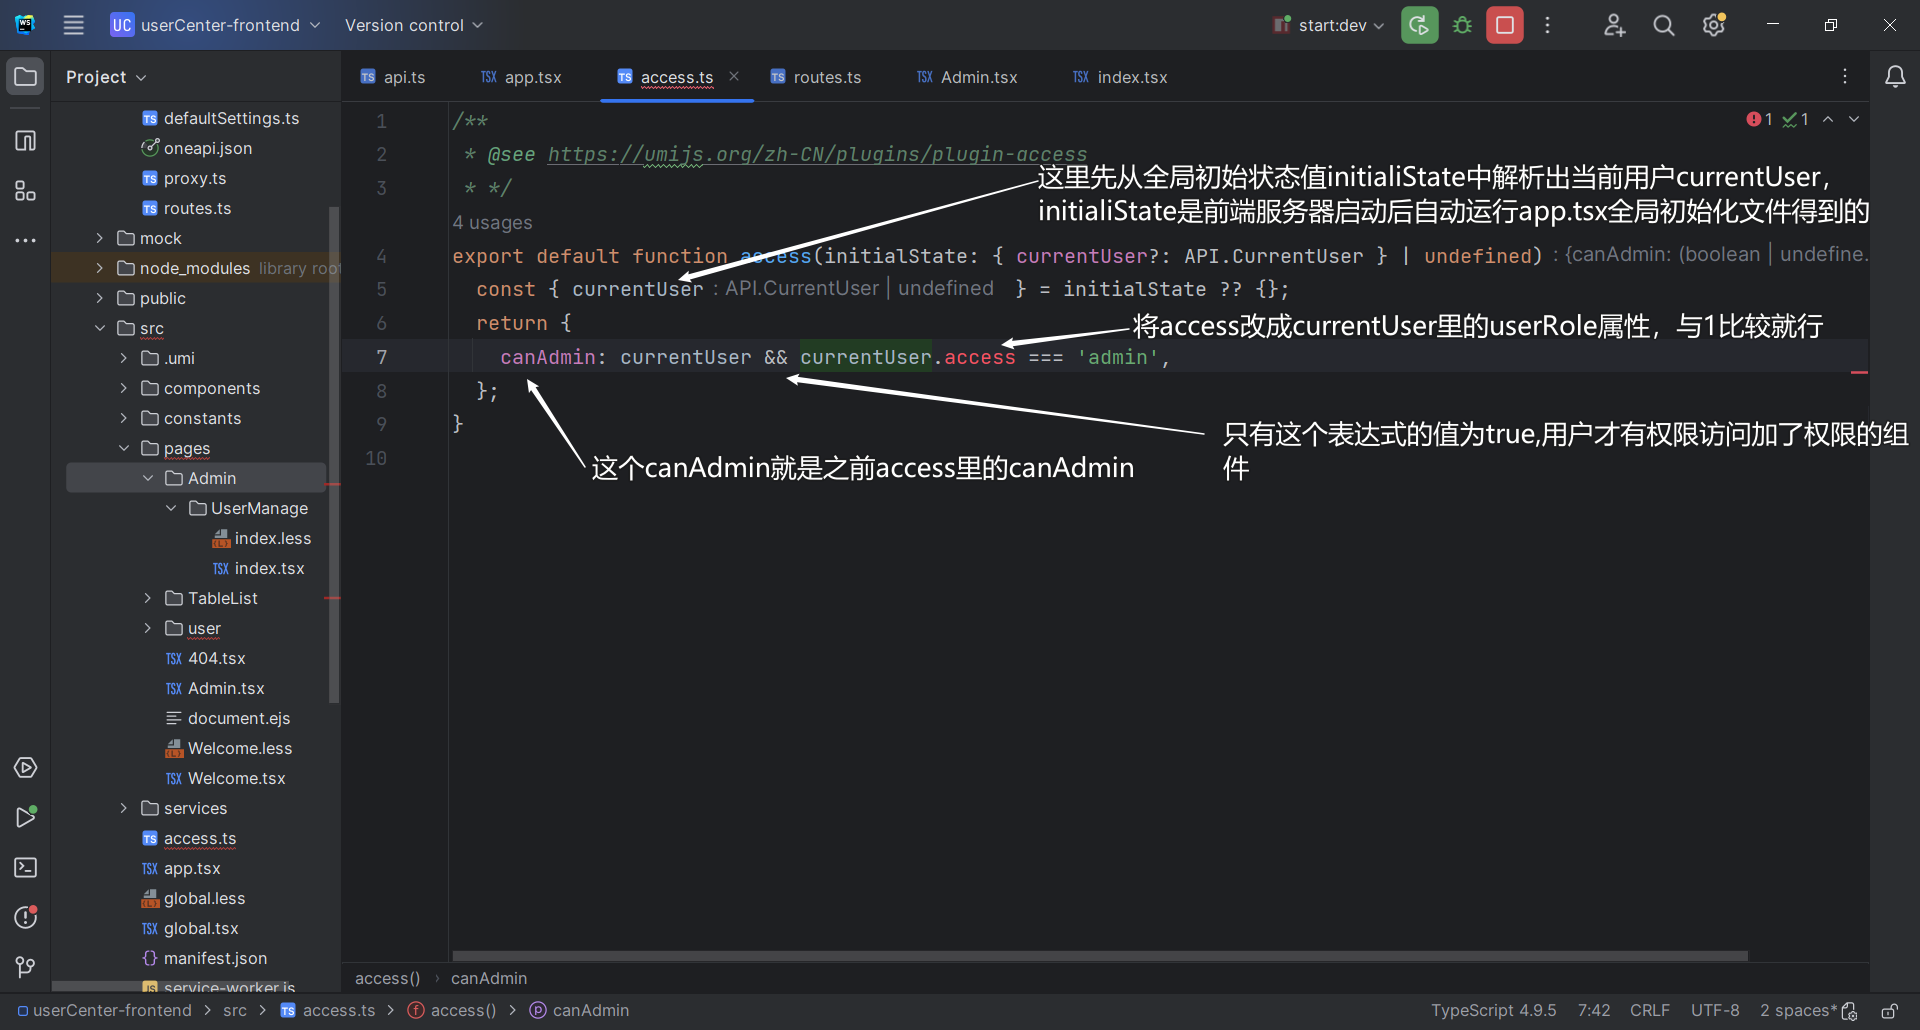 UC userCenter-frontend Version control start:dev
Project
api.ts app.tsx access.ts routes.ts Admin.tsx index.tsx
defaultSettings.ts
oneapi.json
proxy.ts
routes.ts
mock
node_modules library root
public
src
.umi
components
constants
pages
Admin
UserManage
index.less
index.tsx
TableList
user
404.tsx
Admin.tsx
document.ejs
Welcome.less
Welcome.tsx
services
access.ts
app.tsx
global.less
global.tsx
manifest.json
service-worker.js
1 /**
1 1
2 * @see https://umijs.org/zh-CN/plugins/plugin-access
3 * */
这里先从全局初始状态值initialiState中解析出当前用户currentUser，
initialiState是前端服务器启动后自动运行app.tsx全局初始化文件得到的
4 usages
4 export default function access(initialState: { currentUser?: API.CurrentUser } | undefined) : {canAdmin: (boolean | undefine.
5 const { currentUser : API.CurrentUser | undefined } = initialState ?? {};
6 return {
将access改成currentUser里的userRole属性，与1比较就行
7 canAdmin: currentUser && currentUser.access === 'admin',
8 };
9 }
10
只有这个表达式的值为true,用户才有权限访问加了权限的组
件
这个canAdmin就是之前access里的canAdmin
access() › canAdmin
userCenter-frontend > src > access.ts > access() > canAdmin
TypeScript 4.9.5 7:42 CRLF UTF-8 2 spaces*